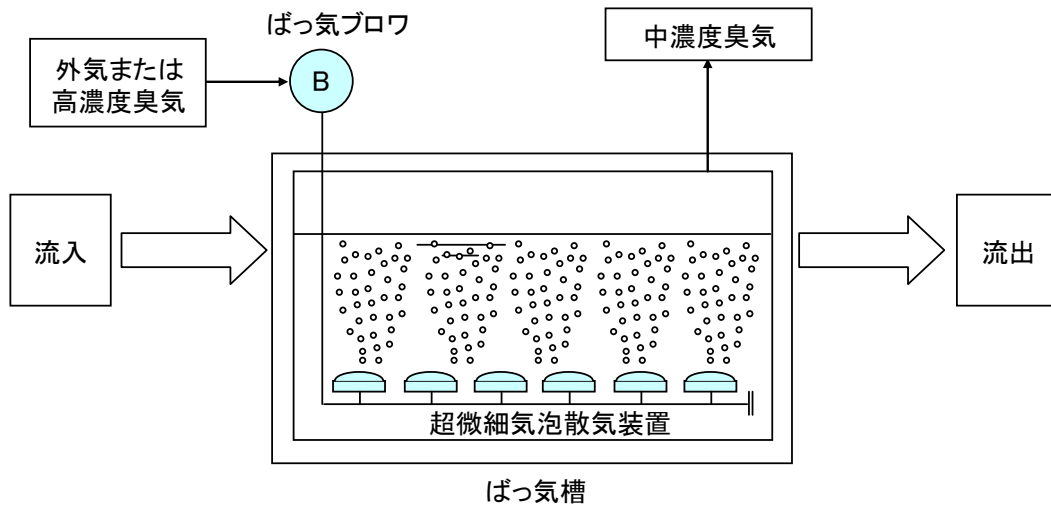 ばっ気ブロワ
中濃度臭気
外気または
高濃度臭気
B
流入
流出
超微細気泡散気装置
ばっ気槽